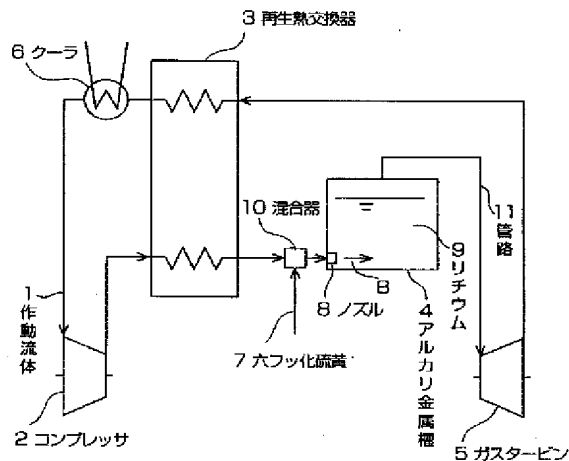 3 再生熱交換器
6 クーラ
10 混合器
11 管路
9 リチウム
8
8 ノズル
4 アルカリ金属櫃
1 作動流体
7 六フッ化硫黄
2 コンプレッサ
5 ガスタービン